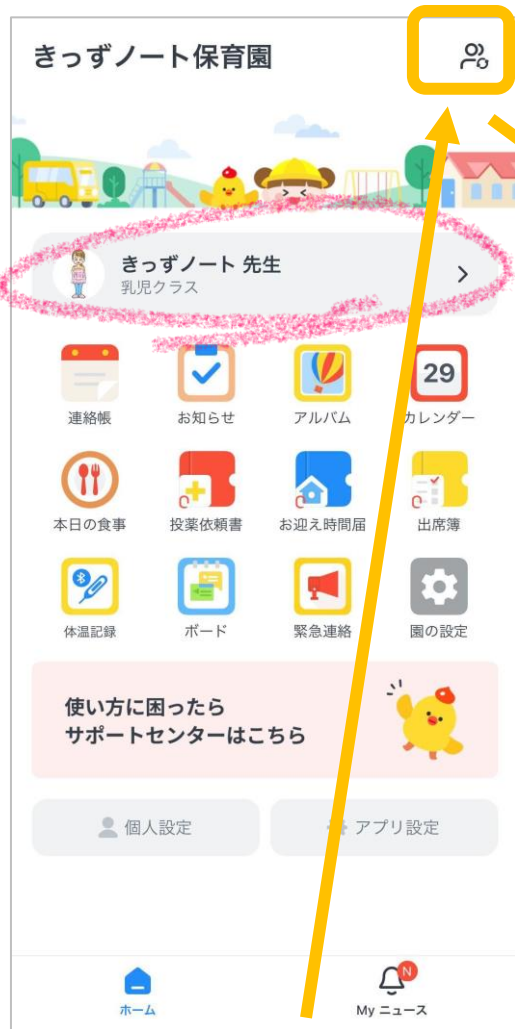 きっずノート保育園
きっずノート 先生
乳児クラス
29
連絡帳
お知らせ
アルバム
カレンダー
本日の食事
投薬依頼書
お迎え時間届
出席簿
体温記録
ボード
緊急連絡
園の設定
使い方に困ったら
サポートセンターはこちら
個人設定
アプリ設定
N
ホーム
My ニュース